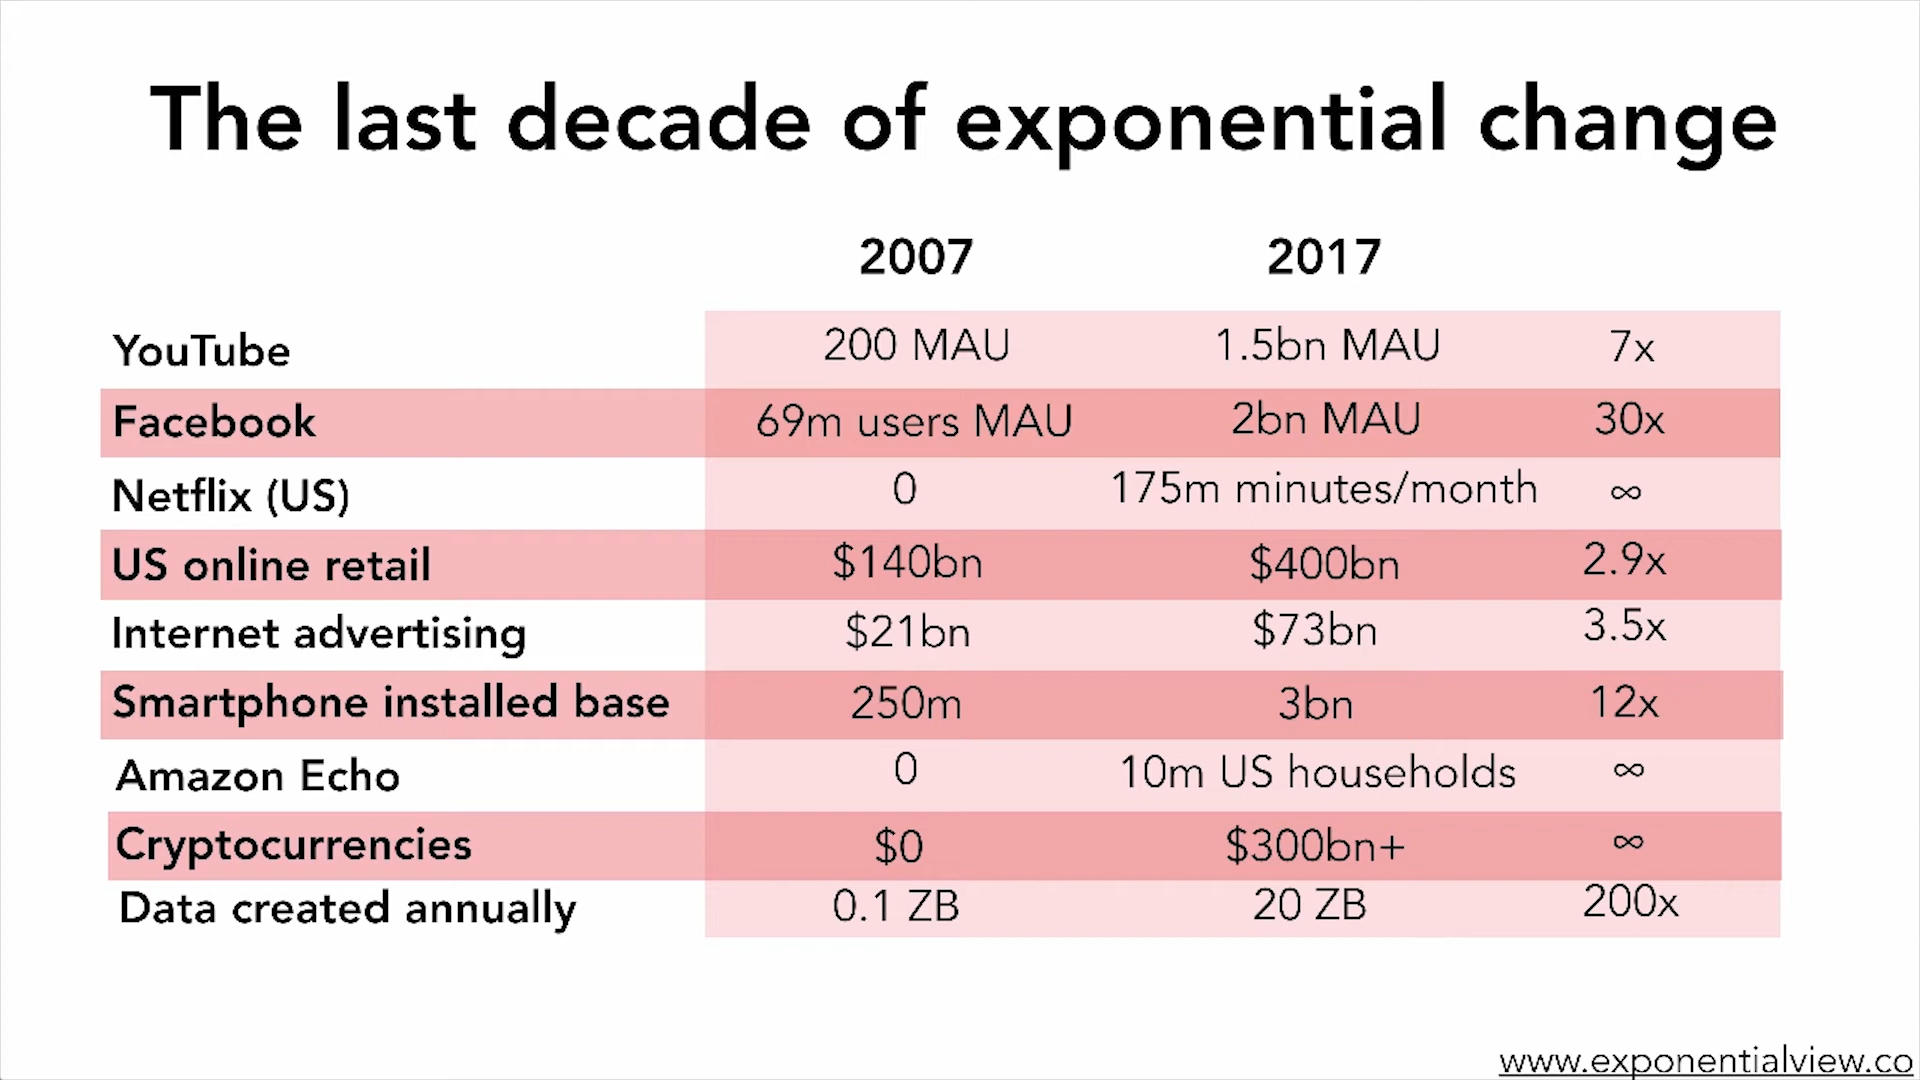 The last decade of exponential change
2007 2017
YouTube 200 MAU 1.5bn MAU 7x
Facebook 69m users MAU 2bn MAU 30x
Netflix (US) 0 175m minutes/month ∞
US online retail $140bn $400bn 2.9x
Internet advertising $21bn $73bn 3.5x
Smartphone installed base 250m 3bn 12x
Amazon Echo 0 10m US households ∞
Cryptocurrencies $0 $300bn+ ∞
Data created annually 0.1 ZB 20 ZB 200x
www.exponentialview.co